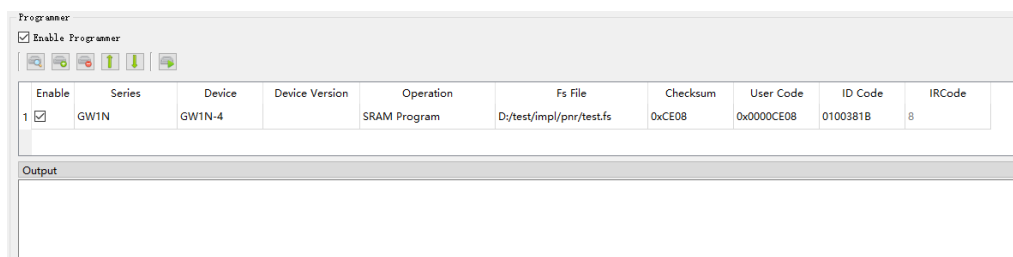 Programmer
Enable Programmer
Enable Series Device Device Version Operation Fs File Checksum User Code ID Code IRCode
1 GW1N GW1N-4 SRAM Program D:/test/impl/pnr/test.fs 0xCE08 0x0000CE08 0100381B 8
Output